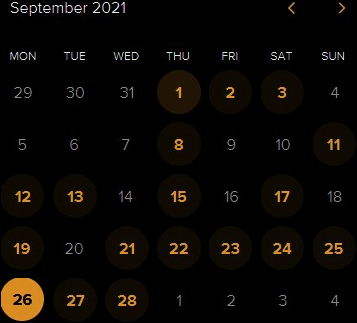 September 2021 < >
MON TUE WED THU FRI SAT SUN
29 30 31 1 2 3 4
5 6 7 8 9 10 11
12 13 14 15 16 17 18
19 20 21 22 23 24 25
26 27 28 1 2 3 4